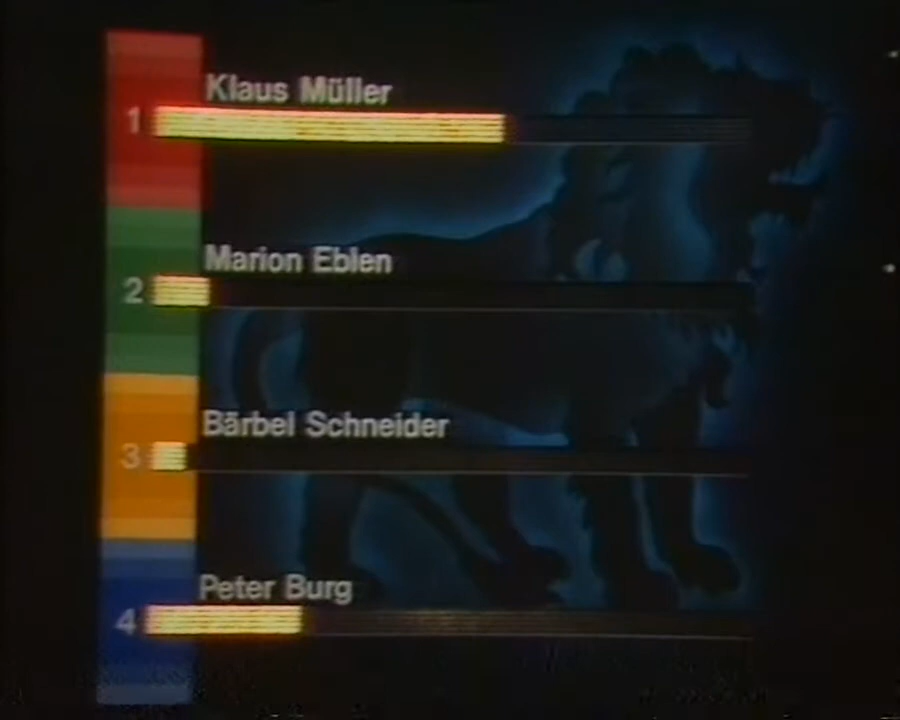 Klaus Müller
1
Marion Eblen
2
Bärbel Schneider
3
Peter Burg
4